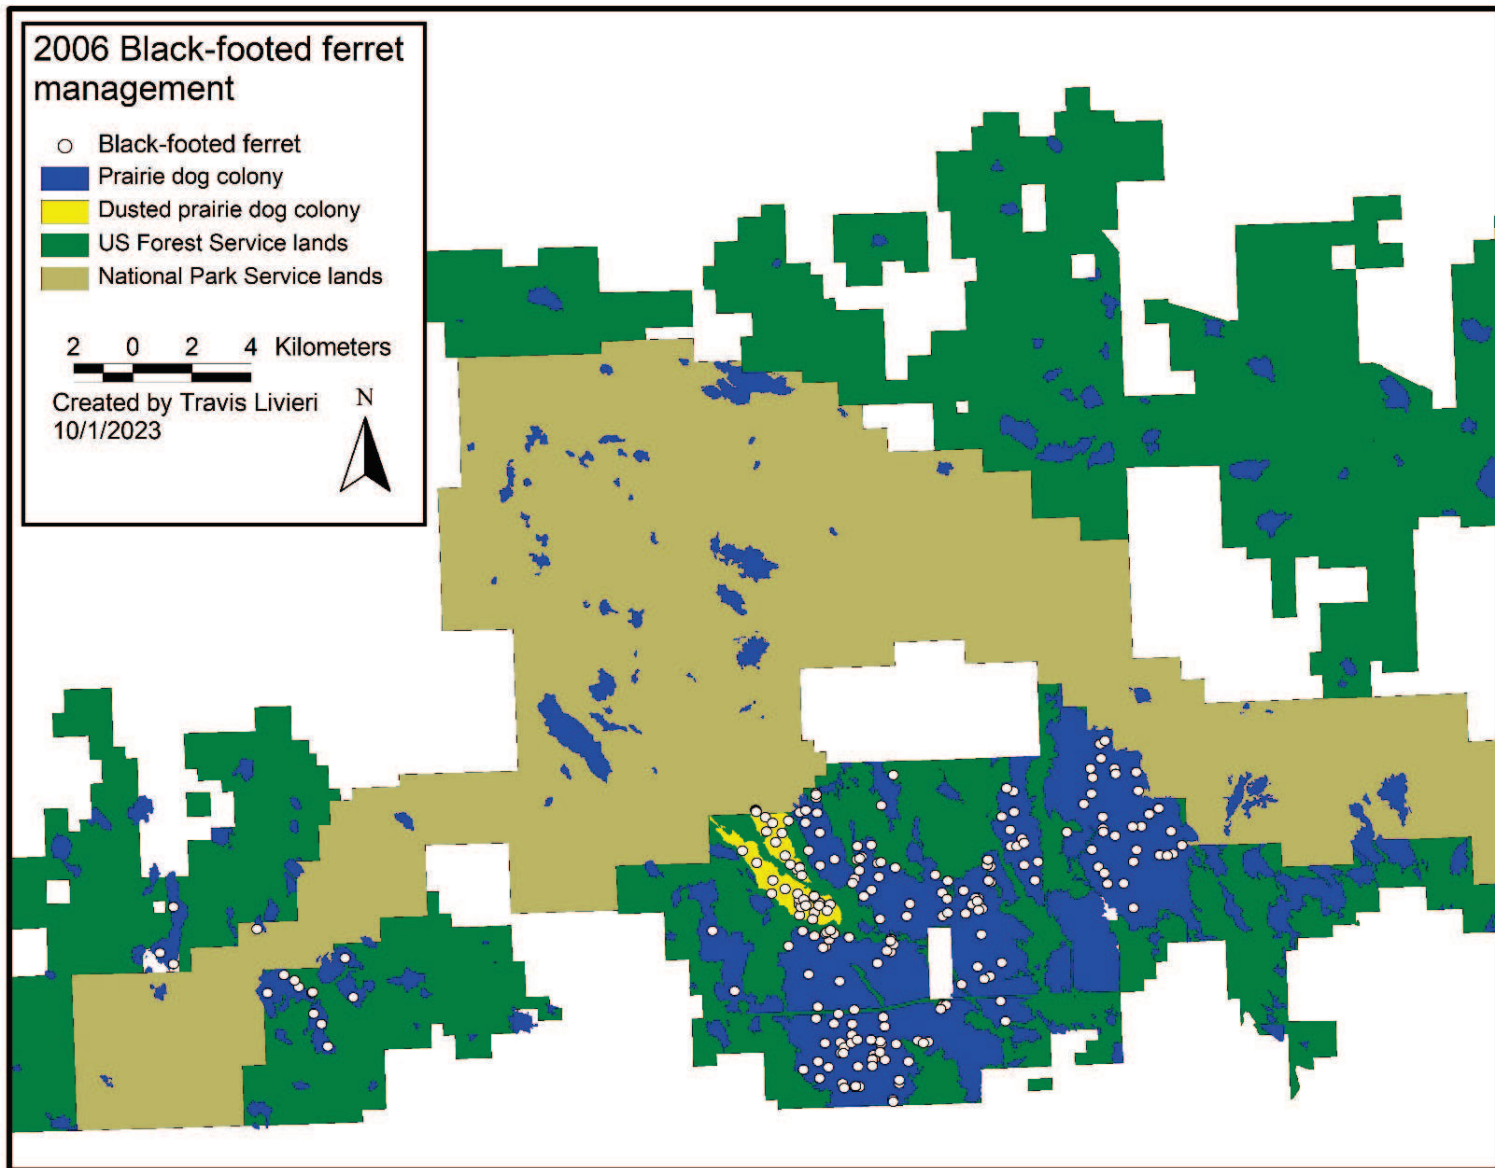 2006 Black-footed ferret
management
Black-footed ferret
Prairie dog colony
Dusted prairie dog colony
US Forest Service lands
National Park Service lands
2 0 2 4 Kilometers
Created by Travis Livieri
10/1/2023
N